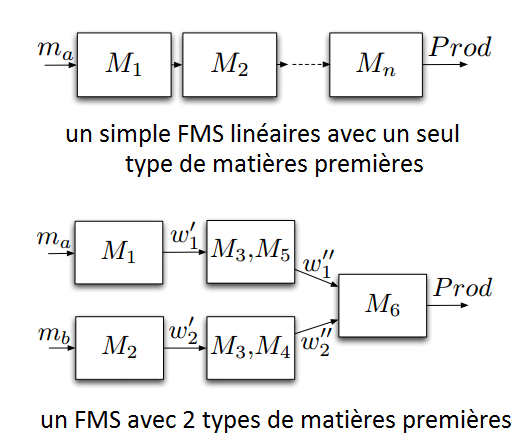 m_a M_1 M_2 M_n Prod
un simple FMS linéaires avec un seul
type de matières premières
m_a M_1 w'_1 M_3,M_5 w''_1
M_6 Prod
m_b M_2 w'_2 M_3,M_4 w''_2
un FMS avec 2 types de matières premières